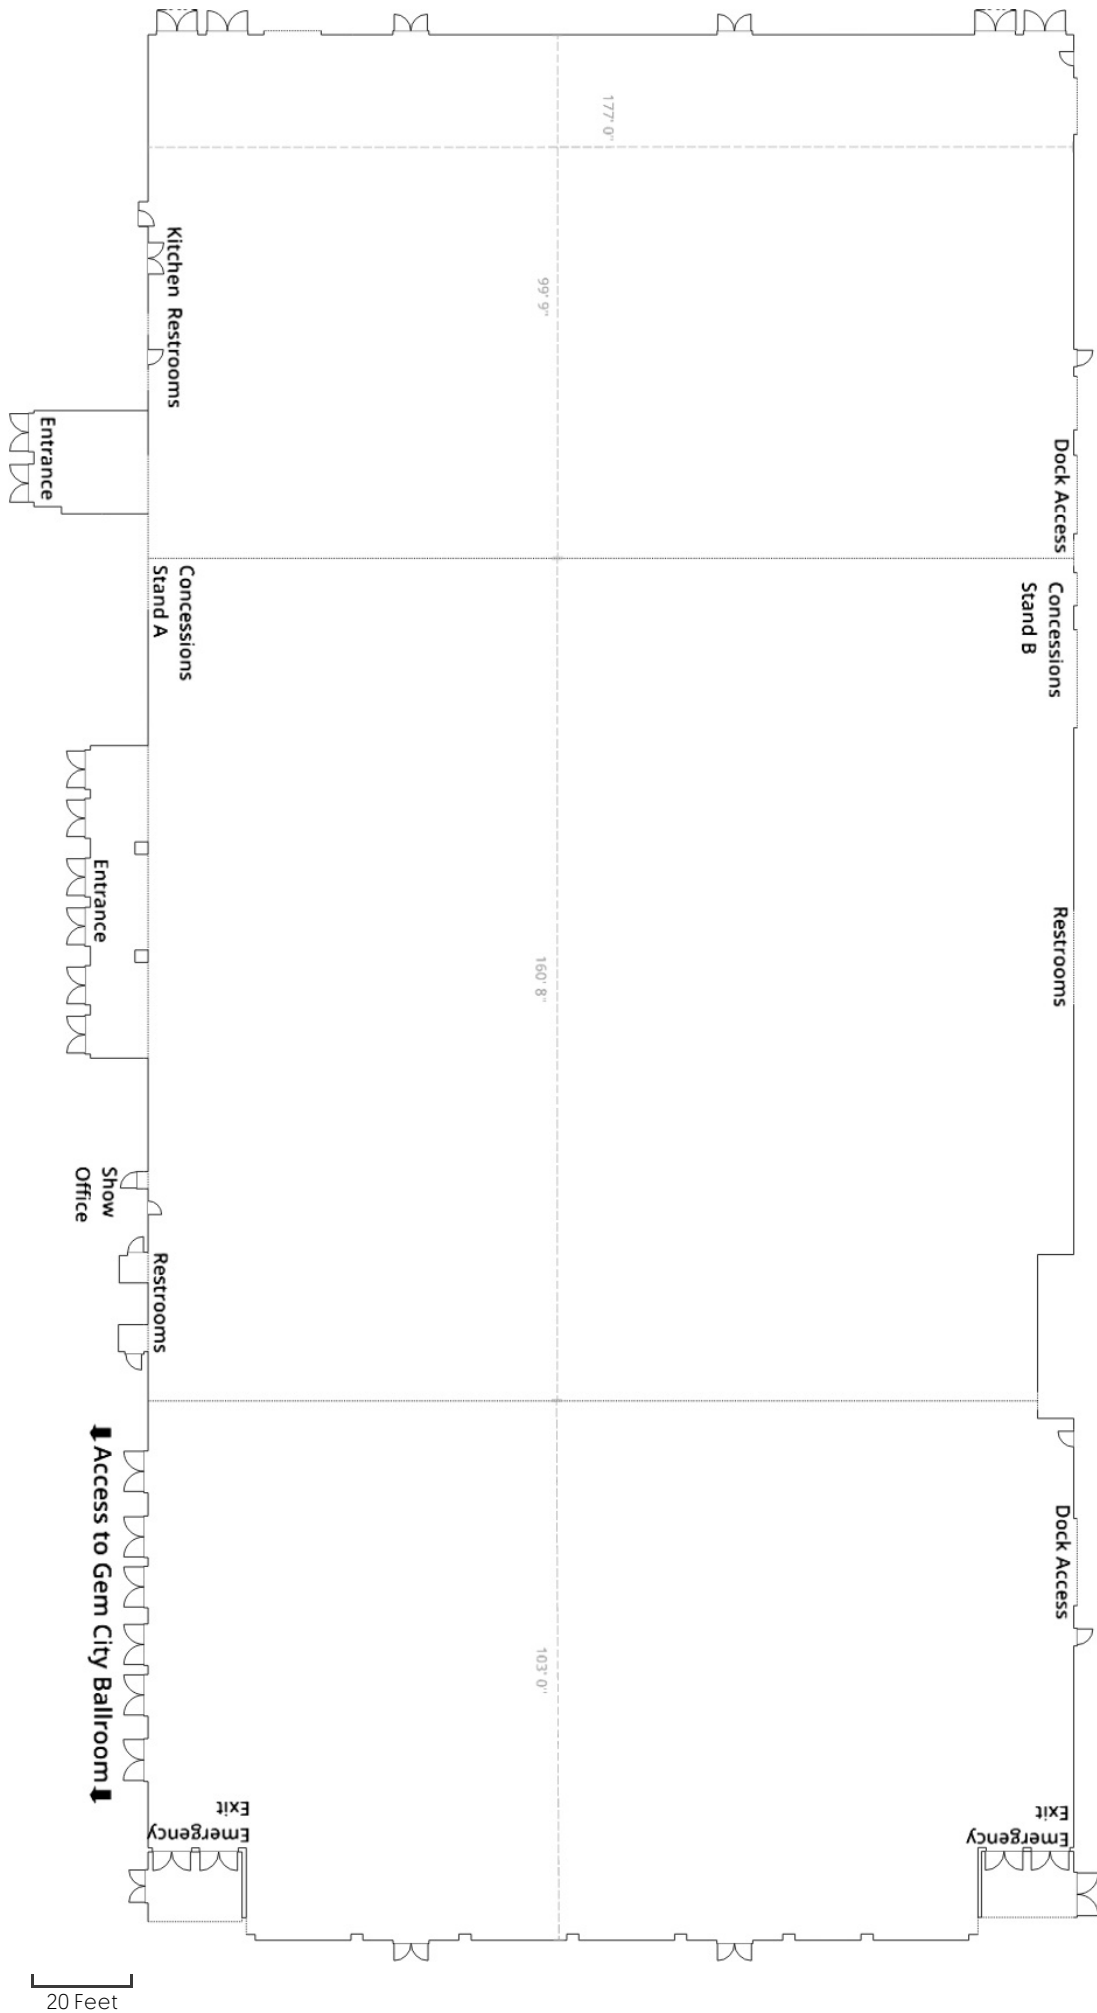 177' 0"
Kitchen Restrooms
99' 9"
Entrance
Dock Access
Concessions
Stand A
Concessions
Stand B
Entrance
Restrooms
160' 8"
Show
Office
Restrooms
Access to Gem City Ballroom
Dock Access
103' 0"
Emergency
Exit
Emergency
Exit
20 Feet